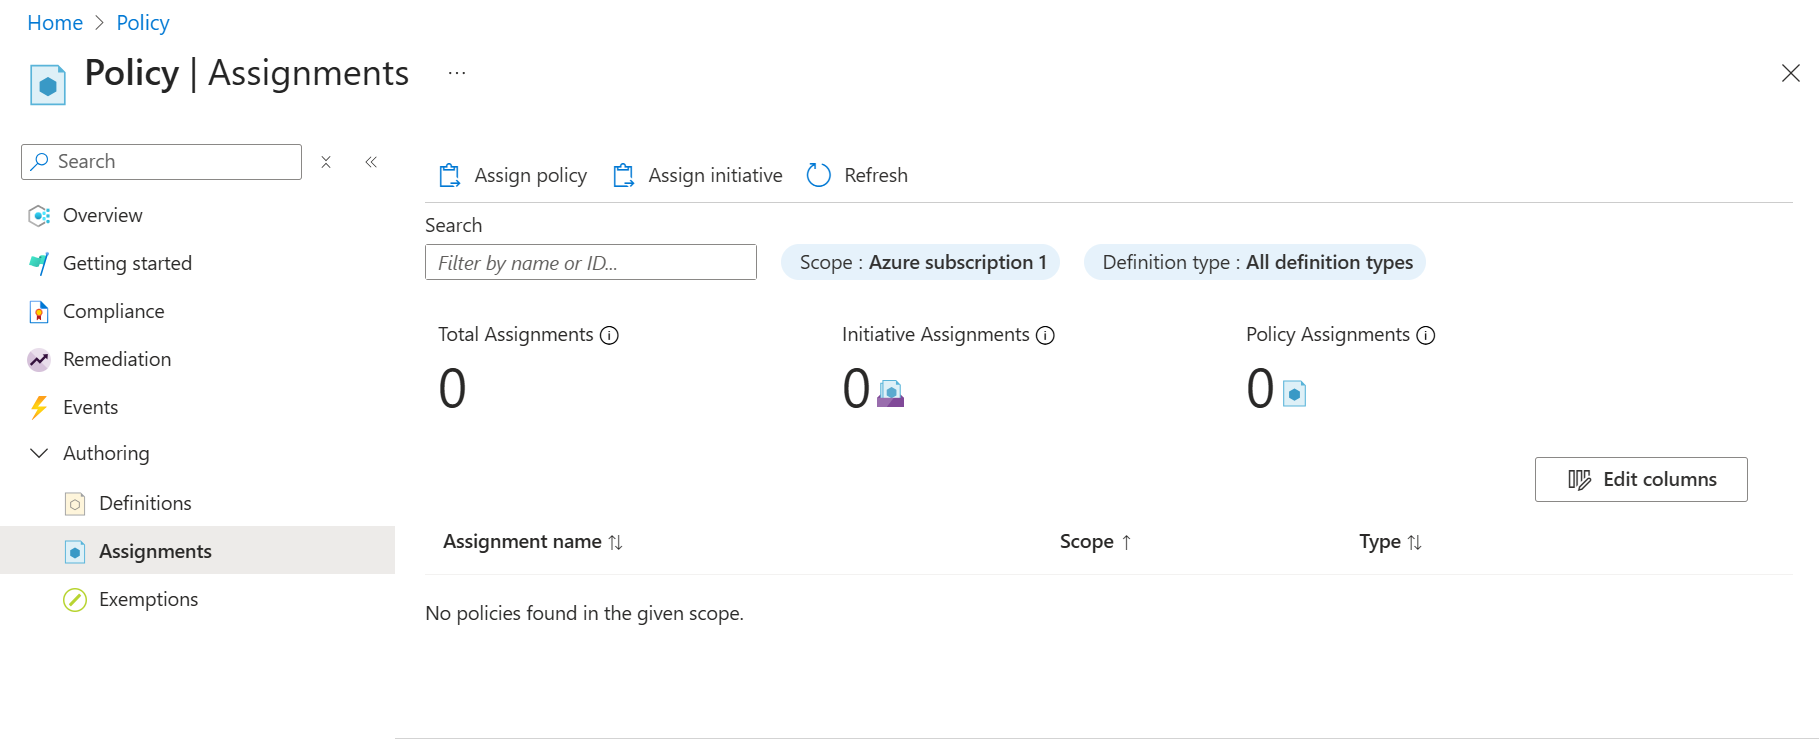 Home > Policy
Policy | Assignments ...
Search
Overview
Getting started
Compliance
Remediation
Events
Authoring
Definitions
Assignments
Exemptions
Assign policy Assign initiative Refresh
Search
Filter by name or ID... Scope : Azure subscription 1 Definition type : All definition types
Total Assignments Initiative Assignments Policy Assignments
0 0 0
Edit columns
Assignment name Scope Type
No policies found in the given scope.